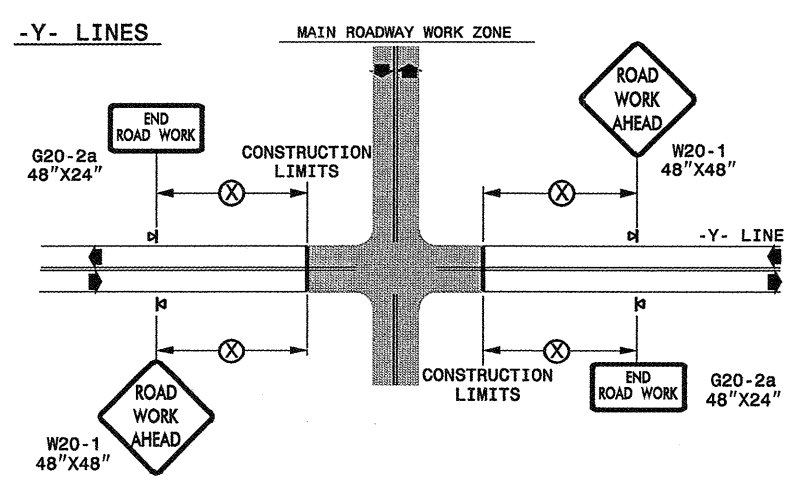 -Y- LINES
MAIN ROADWAY WORK ZONE
END
ROAD WORK
G20-2a
48"X24"
CONSTRUCTION
LIMITS
X
ROAD
WORK
AHEAD
W20-1
48"X48"
X
-Y- LINE
X
ROAD
WORK
AHEAD
W20-1
48"X48"
CONSTRUCTION
LIMITS
X
END
ROAD WORK
G20-2a
48"X24"